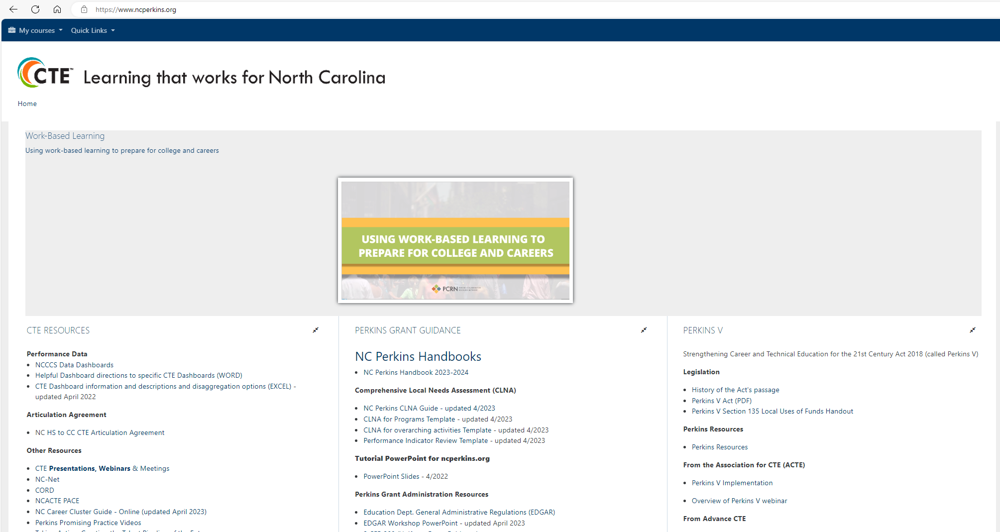 https://www.ncperkins.org
My courses
Quick Links
CTE™ Learning that works for North Carolina
Home
Work-Based Learning
Using work-based learning to prepare for college and careers
USING WORK-BASED LEARNING TO
PREPARE FOR COLLEGE AND CAREERS
PCRN
CTE RESOURCES
Performance Data
NCCCS Data Dashboards
Helpful Dashboard directions to specific CTE Dashboards (WORD)
CTE Dashboard information and descriptions and disaggregation options (EXCEL) -
updated April 2022
Articulation Agreement
NC HS to CC CTE Articulation Agreement
Other Resources
CTE Presentations, Webinars & Meetings
NC-Net
CORD
NCACTE PACE
NC Career Cluster Guide - Online (updated April 2023)
Perkins Promising Practice Videos
PERKINS GRANT GUIDANCE
NC Perkins Handbooks
NC Perkins Handbook 2023-2024
Comprehensive Local Needs Assessment (CLNA)
NC Perkins CLNA Guide - updated 4/2023
CLNA for Programs Template - updated 4/2023
CLNA for overarching activities Template - updated 4/2023
Performance Indicator Review Template - updated 4/2023
Tutorial PowerPoint for ncperkins.org
PowerPoint Slides - 4/2022
Perkins Grant Administration Resources
Education Dept. General Administrative Regulations (EDGAR)
EDGAR Workshop PowerPoint - updated April 2023
PERKINS V
Strengthening Career and Technical Education for the 21st Century Act 2018 (called Perkins V)
Legislation
History of the Act's passage
Perkins V Act (PDF)
Perkins V Section 135 Local Uses of Funds Handout
Perkins Resources
Perkins Resources
From the Association for CTE (ACTE)
Perkins V Implementation
Overview of Perkins V webinar
From Advance CTE